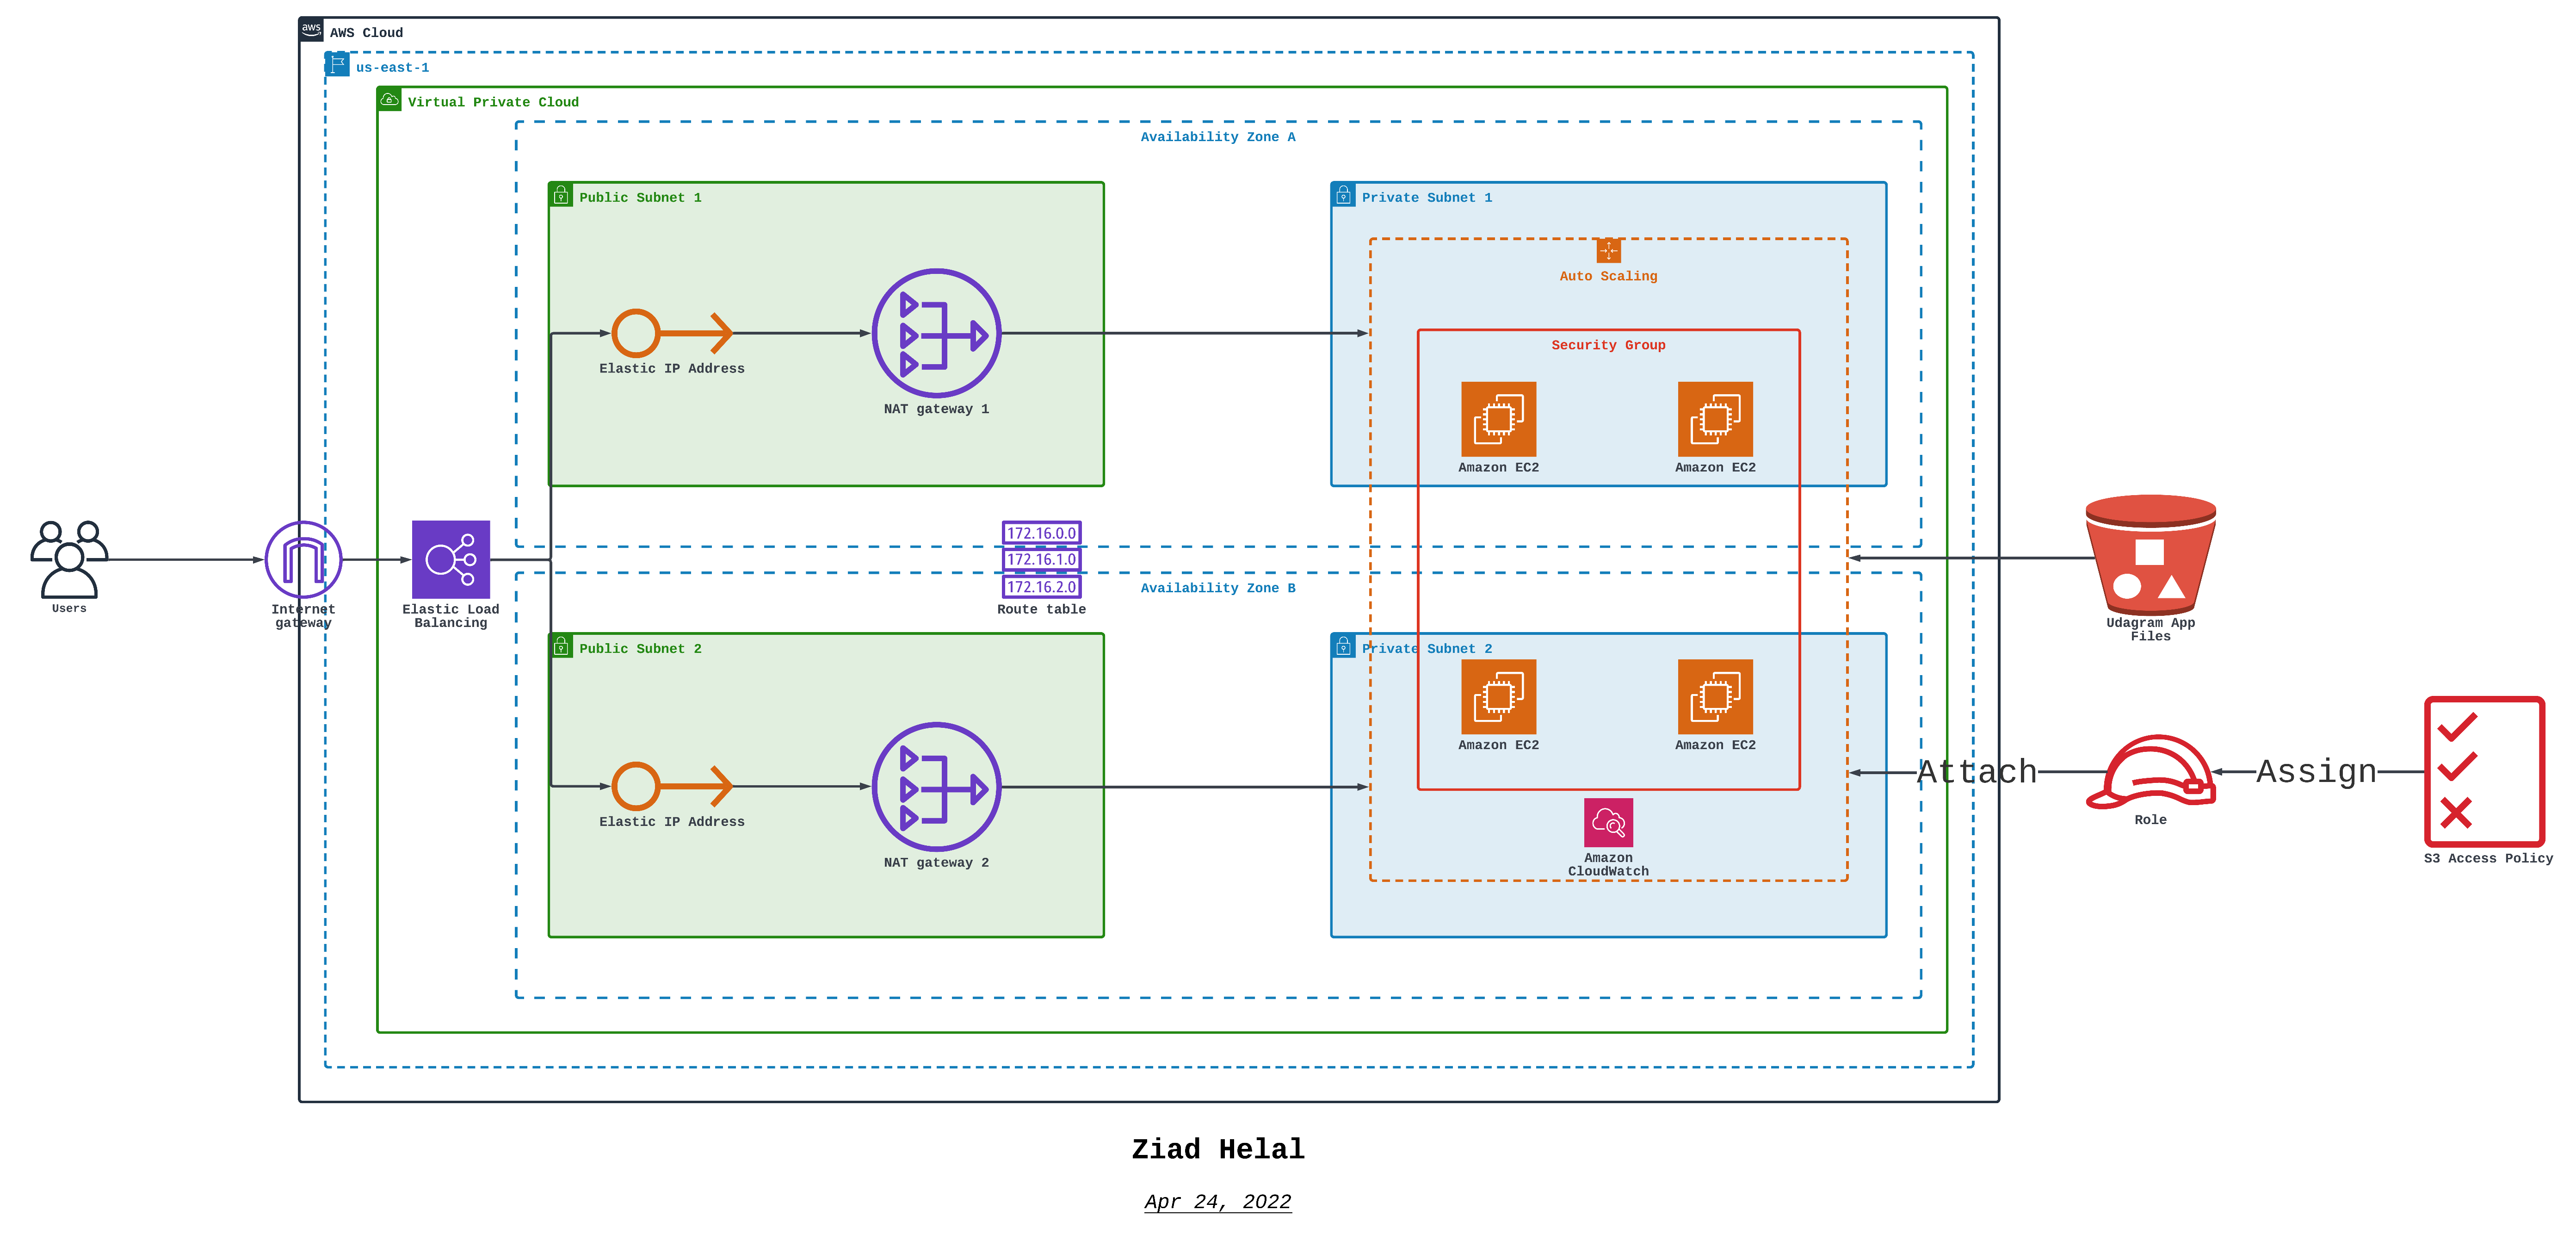 aws
AWS Cloud
us-east-1
Virtual Private Cloud
Availability Zone A
Public Subnet 1
Private Subnet 1
Auto Scaling
Security Group
Elastic IP Address
NAT gateway 1
Amazon EC2
Amazon EC2
172.16.0.0
172.16.1.0
172.16.2.0
Route table
Users
Internet
gateway
Elastic Load
Balancing
Availability Zone B
Udagram App
Files
Public Subnet 2
Private Subnet 2
Amazon EC2
Amazon EC2
Elastic IP Address
NAT gateway 2
Amazon
CloudWatch
Attach
Role
Assign
S3 Access Policy
Ziad Helal
Apr 24, 2022